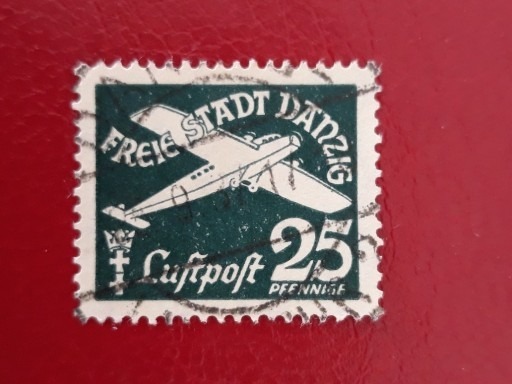 FREIE STADT DANZIG
Luftpost 25
PFENNIGE